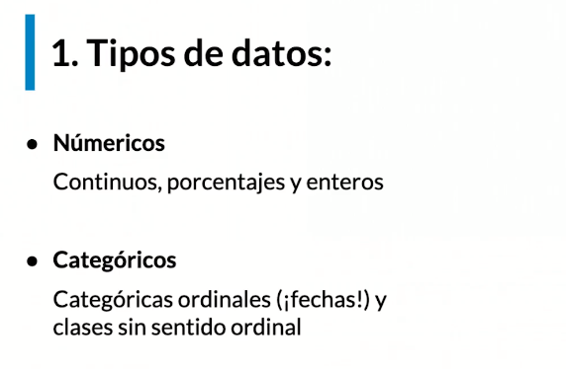 1. Tipos de datos:
● Númericos
Continuos, porcentajes y enteros
● Categóricos
Categóricas ordinales (¡fechas!) y
clases sin sentido ordinal